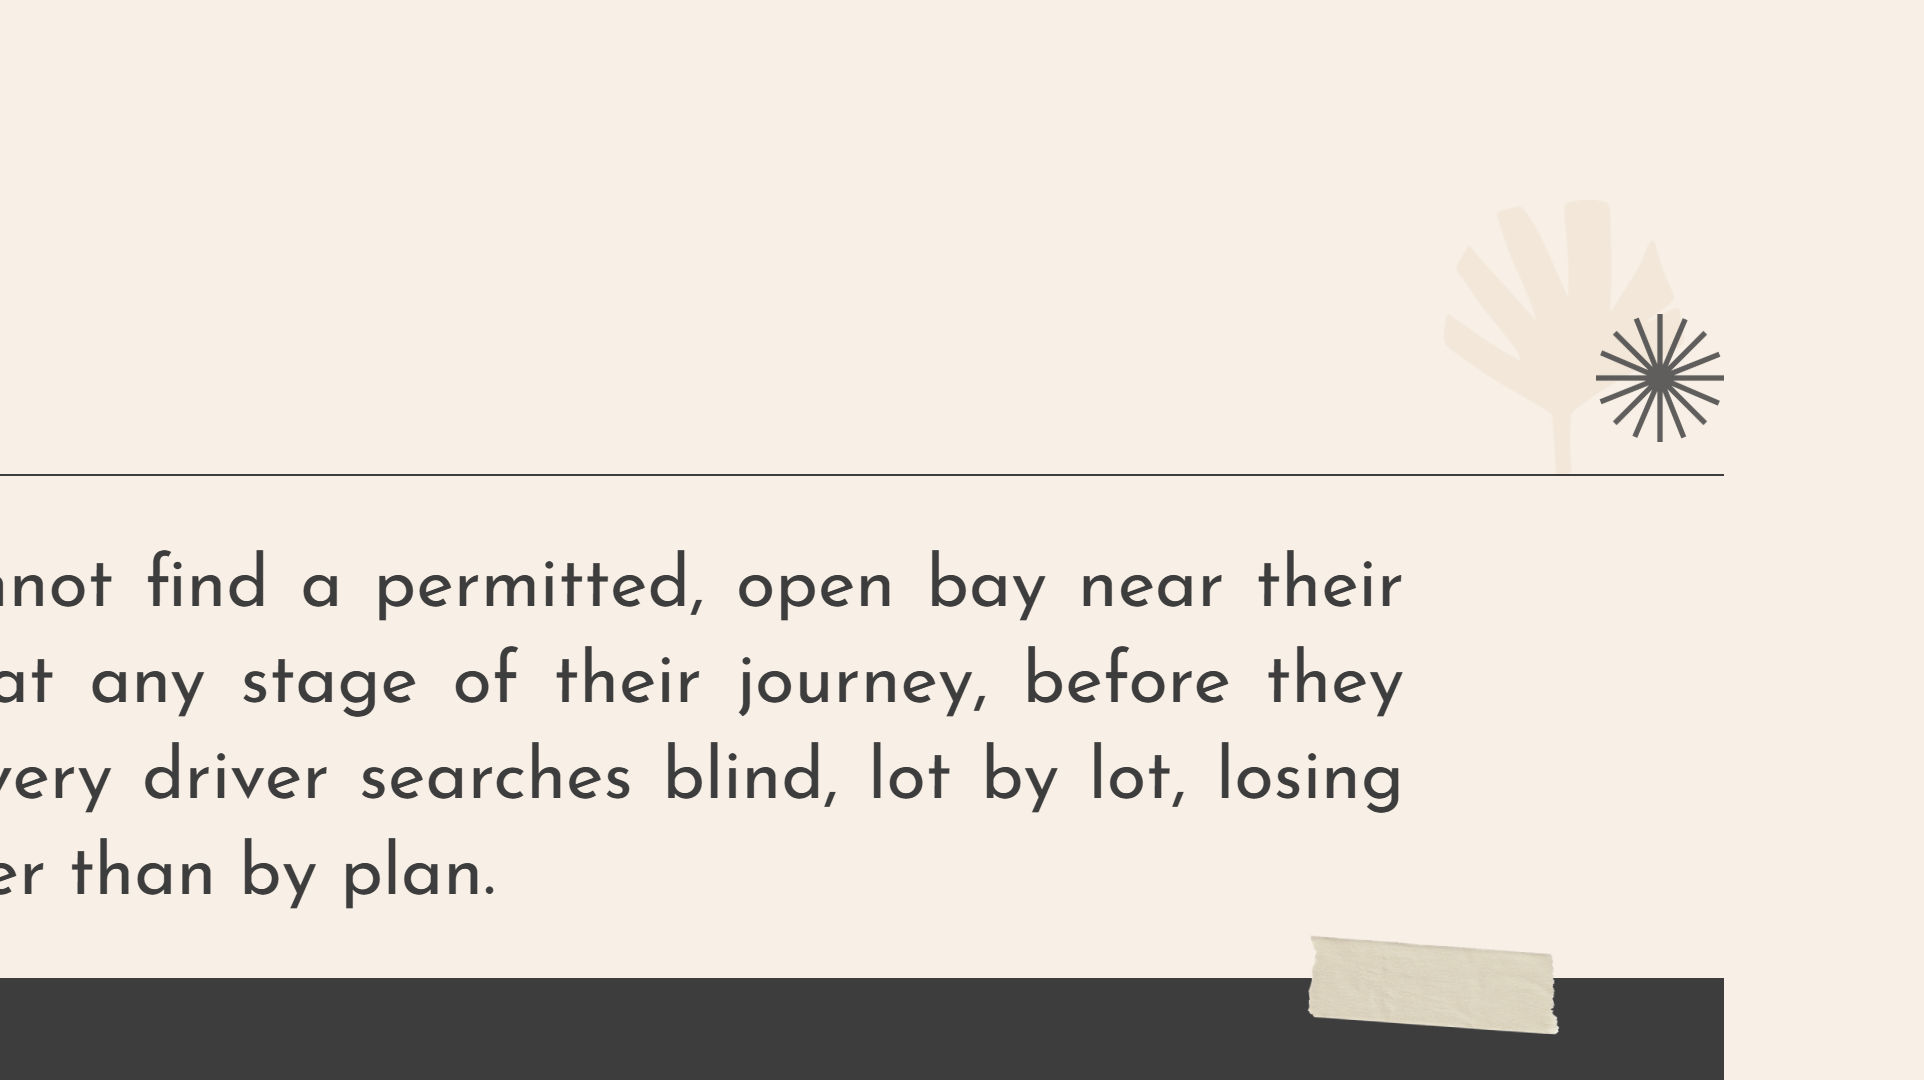 nnot find a permitted, open bay near their
at any stage of their journey, before they
very driver searches blind, lot by lot, losing
er than by plan.